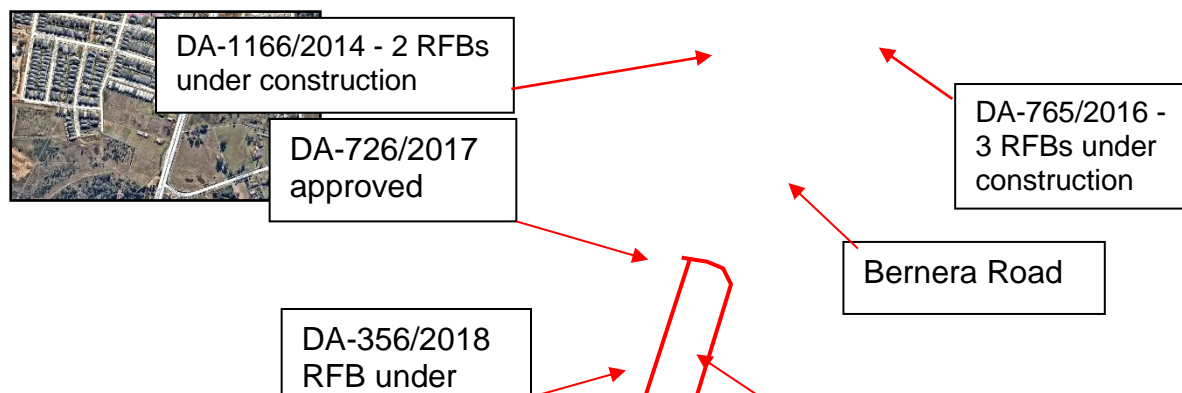 DA-1166/2014 - 2 RFBs
under construction
DA-726/2017
approved
DA-765/2016 -
3 RFBs under
construction
Bernera Road
DA-356/2018
RFB under